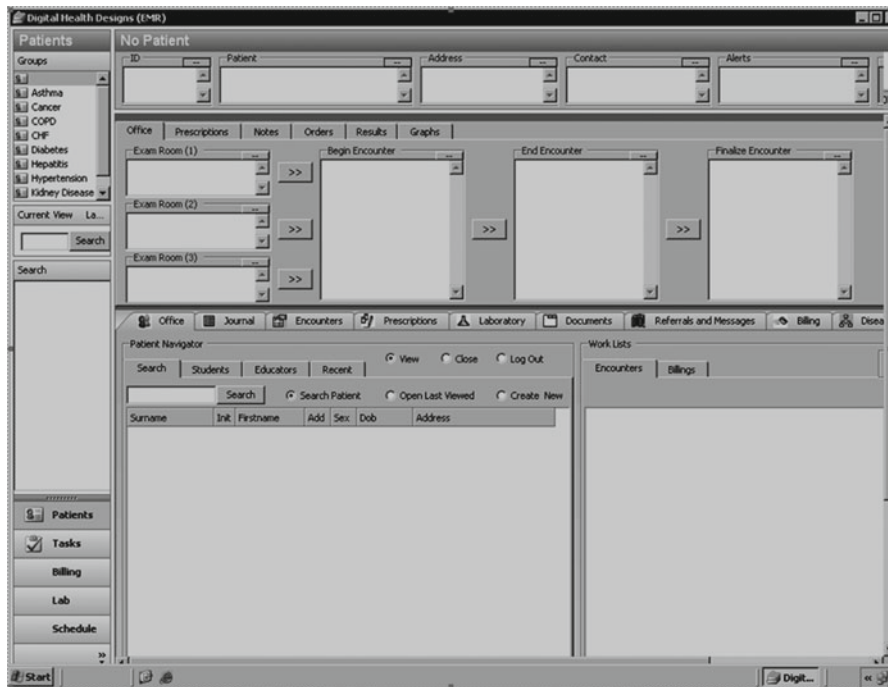 Digital Health Designs (EMR)
Patients
No Patient
Groups
ID
Patient
Address
Contact
Alerts
Asthma
Cancer
COPD
CHF
Diabetes
Hepatitis
Hypertension
Kidney Disease
Current View La...
Search
Search
Office Prescriptions Notes Orders Results Graphs
Exam Room (1)
Begin Encounter
End Encounter
Finalize Encounter
>>
Exam Room (2)
>> >> >>
Exam Room (3)
>>
Office Journal Encounters Prescriptions Laboratory Documents Referrals and Messages Billing Disea
Patient Navigator
View Close Log Out
Search Students Educators Recent
Search Search Patient Open Last Viewed Create New
Surname Init Firstname Add Sex Dob Address
Work Lists
Encounters Billings
Patients
Tasks
Billing
Lab
Schedule
»
Start
Digit...
«